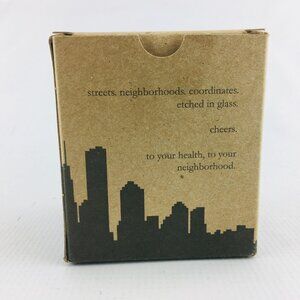 streets. neighborhoods. coordinates.
etched in glass.
cheers.
to your health, to your
neighborhood.